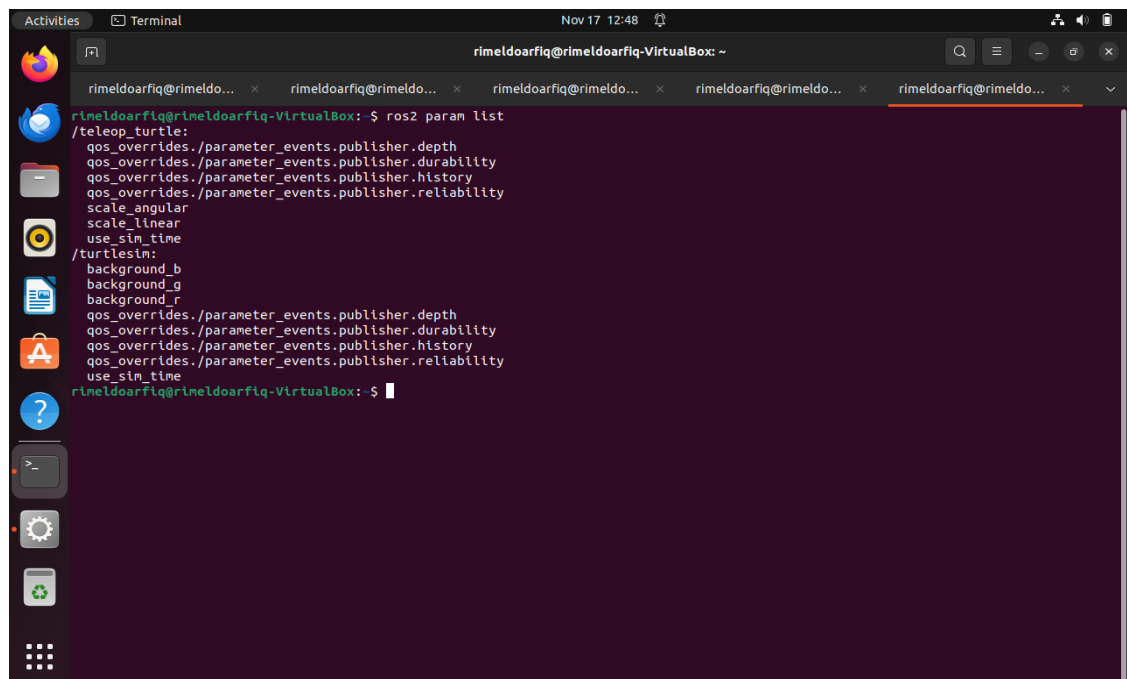 Activities Terminal Nov 17 12:48
rimeldoarfiq@rimeldoarfiq-VirtualBox: ~
rimeldoarfiq@rimeldo... rimeldoarfiq@rimeldo... rimeldoarfiq@rimeldo... rimeldoarfiq@rimeldo... rimeldoarfiq@rimeldo...
rimeldoarfiq@rimeldoarfiq-VirtualBox:~$ ros2 param list
/teleop_turtle:
  qos_overrides./parameter_events.publisher.depth
  qos_overrides./parameter_events.publisher.durability
  qos_overrides./parameter_events.publisher.history
  qos_overrides./parameter_events.publisher.reliability
  scale_angular
  scale_linear
  use_sim_time
/turtlesim:
  background_b
  background_g
  background_r
  qos_overrides./parameter_events.publisher.depth
  qos_overrides./parameter_events.publisher.durability
  qos_overrides./parameter_events.publisher.history
  qos_overrides./parameter_events.publisher.reliability
  use_sim_time
rimeldoarfiq@rimeldoarfiq-VirtualBox:~$